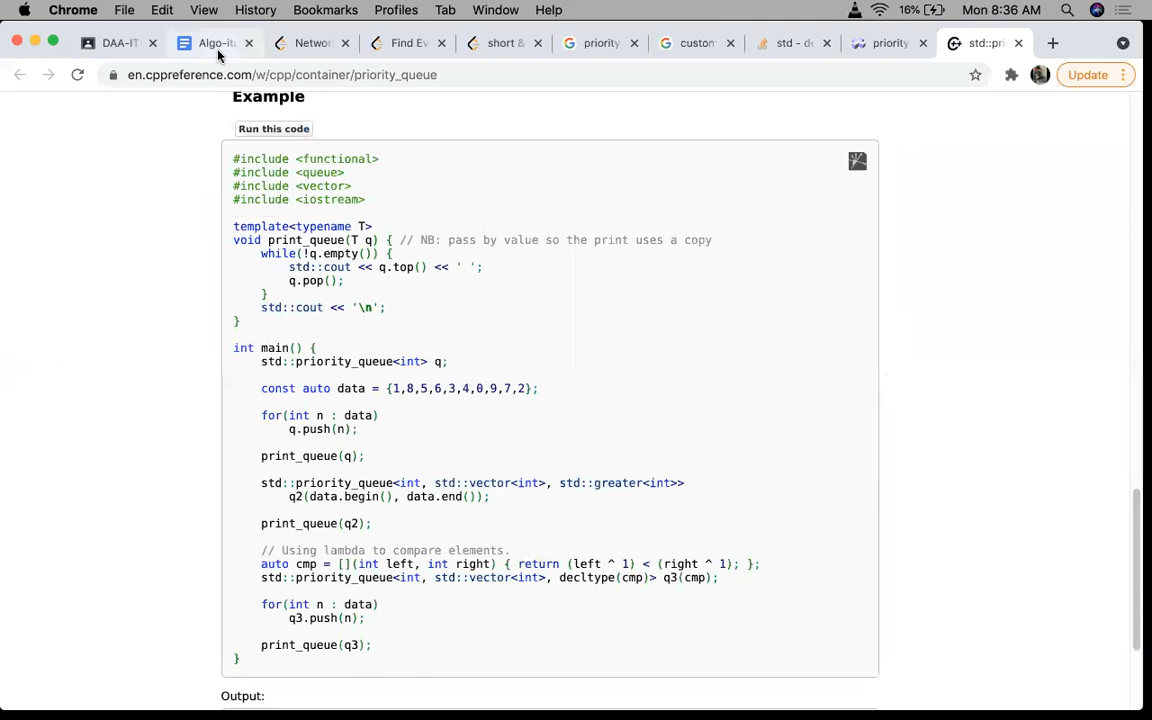 Chrome File Edit View History Bookmarks Profiles Tab Window Help 16% Mon 8:36 AM
DAA-IT Algo-it Networ Find Ev short & priority custom std - d priority std::pri
en.cppreference.com/w/cpp/container/priority_queue Update
Example
Run this code
#include <functional>
#include <queue>
#include <vector>
#include <iostream>
template<typename T>
void print_queue(T q) { // NB: pass by value so the print uses a copy
while(!q.empty()) {
std::cout << q.top() << ' ';
q.pop();
}
std::cout << '\n';
}
int main() {
std::priority_queue<int> q;
const auto data = {1,8,5,6,3,4,0,9,7,2};
for(int n : data)
q.push(n);
print_queue(q);
std::priority_queue<int, std::vector<int>, std::greater<int>>
q2(data.begin(), data.end());
print_queue(q2);
// Using lambda to compare elements.
auto cmp = [](int left, int right) { return (left ^ 1) < (right ^ 1); };
std::priority_queue<int, std::vector<int>, decltype(cmp)> q3(cmp);
for(int n : data)
q3.push(n);
print_queue(q3);
}
Output: